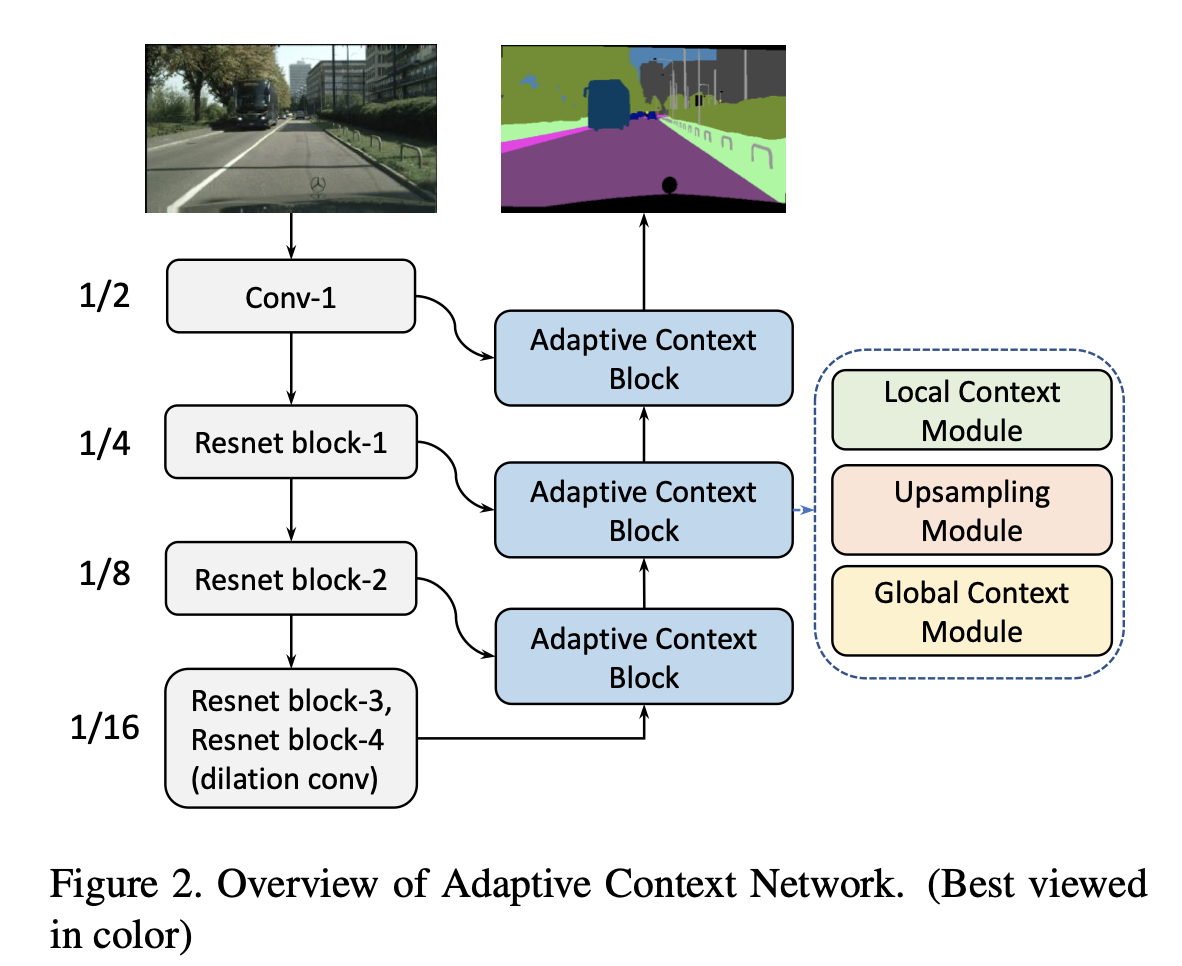 1/2
Conv-1
Adaptive Context
Block
1/4
Resnet block-1
Adaptive Context
Block
1/8
Resnet block-2
Adaptive Context
Block
1/16
Resnet block-3,
Resnet block-4
(dilation conv)
Local Context
Module
Upsampling
Module
Global Context
Module
Figure 2. Overview of Adaptive Context Network. (Best viewed
in color)